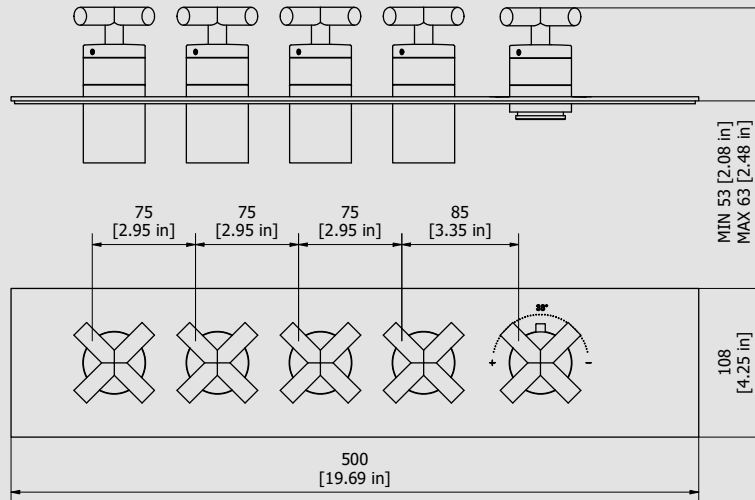 MIN 53 [2.08 in]
MAX 63 [2.48 in]
75
[2.95 in]
75
[2.95 in]
75
[2.95 in]
85
[3.35 in]
38°
+
−
108
[4.25 in]
500
[19.69 in]